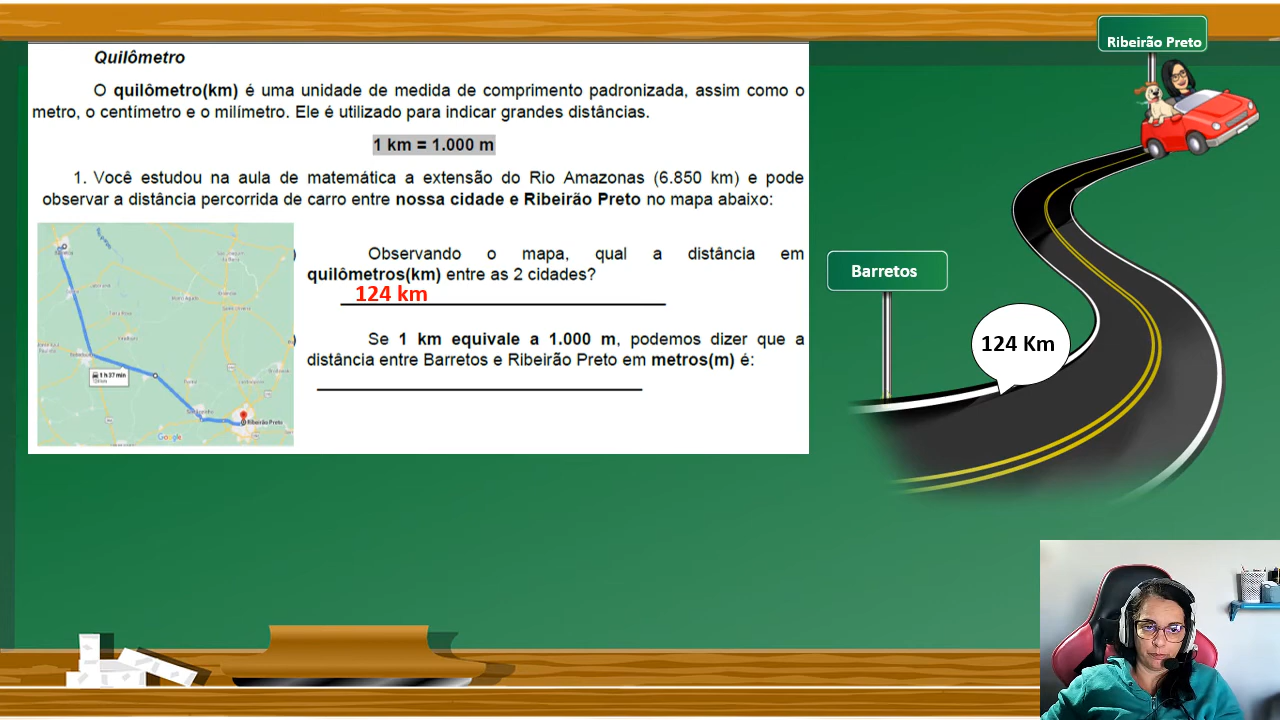 Ribeirão Preto
Quilômetro
O quilômetro(km) é uma unidade de medida de comprimento padronizada, assim como o
metro, o centímetro e o milímetro. Ele é utilizado para indicar grandes distâncias.
1 km = 1.000 m
1. Você estudou na aula de matemática a extensão do Rio Amazonas (6.850 km) e pode
observar a distância percorrida de carro entre nossa cidade e Ribeirão Preto no mapa abaixo:
) Observando o mapa, qual a distância em
quilômetros(km) entre as 2 cidades?
124 km
) Se 1 km equivale a 1.000 m, podemos dizer que a
distância entre Barretos e Ribeirão Preto em metros(m) é:
1 h 37 min
Ribeirão Preto
Google
Barretos
124 Km